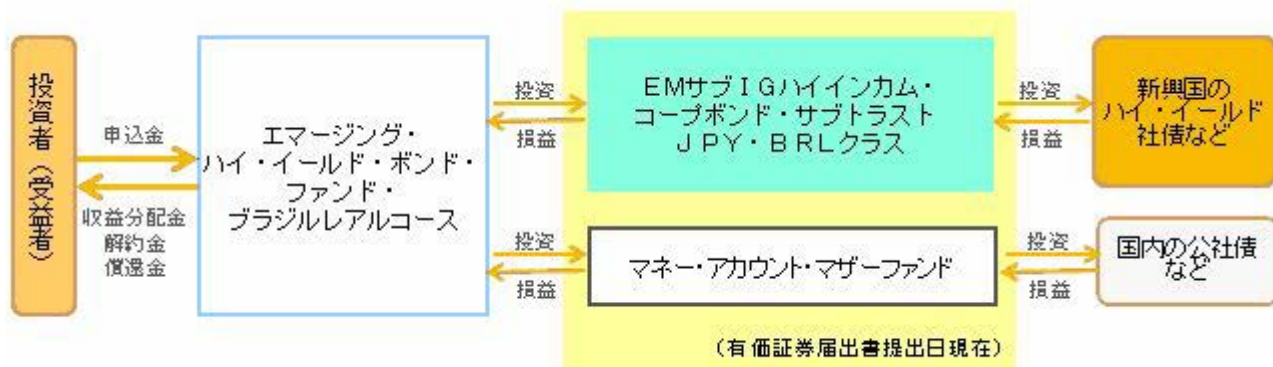 投資者（受益者）
申込金
収益分配金
解約金
償還金
エマージング・
ハイ・イールド・ボンド・
ファンド・
ブラジルレアルコース
投資
損益
投資
損益
EMサブIGハイインカム・
コープボンド・サブトラスト
JPY・BRLクラス
マネー・アカウント・マザーファンド
（有価証券届出書提出日現在）
投資
損益
投資
損益
新興国の
ハイ・イールド
社債など
国内の公社債
など